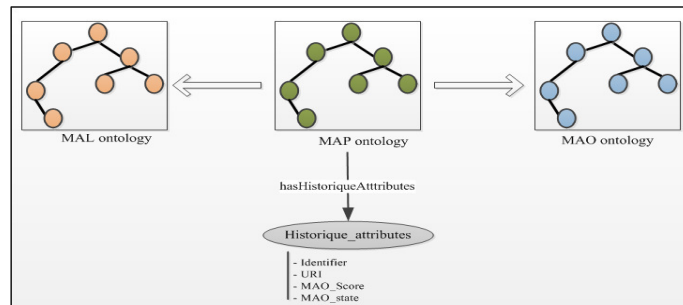 MAL ontology
MAP ontology
MAO ontology
hasHistoriqueAtttributes
Historique_attributes
- Identifier
- URI
- MAO_Score
- MAO_state